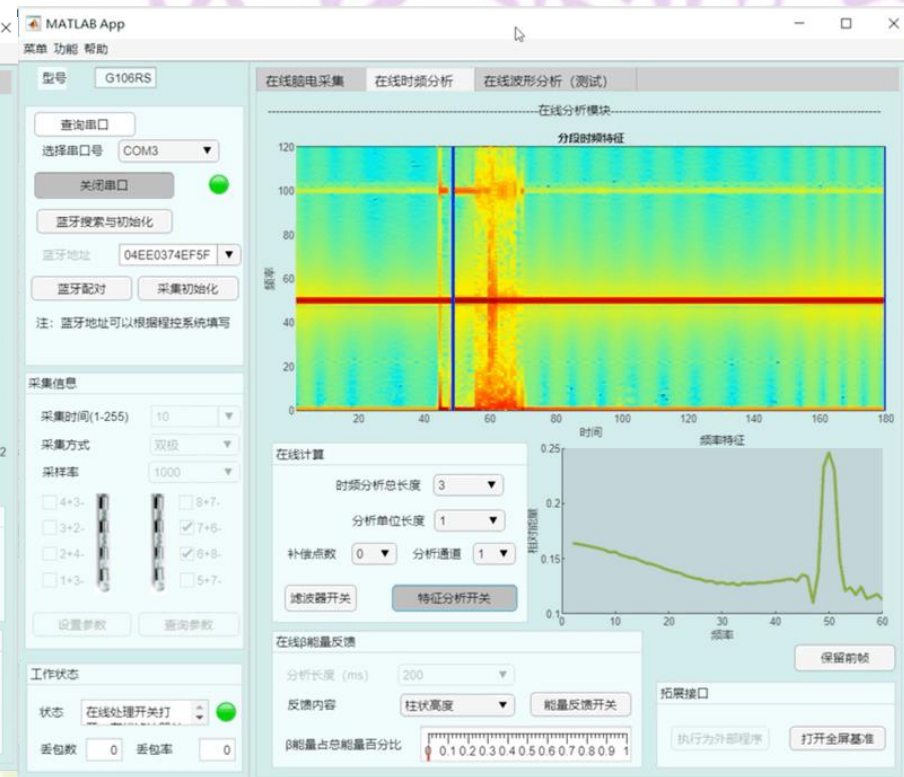 MATLAB App
菜单 功能 帮助
型号 G106RS
查询串口
选择串口号 COM3
关闭串口
蓝牙搜索与初始化
蓝牙地址 04EE0374EF5F
蓝牙配对 采集初始化
注：蓝牙地址可以根据程控系统填写
采集信息
采集时间(1-255) 10
采集方式 双极
采样率 1000
4+3- 8+7-
3+2- 7+6-
2+4- 6+8-
1+3- 5+7-
设置参数 查询参数
工作状态
状态 在线处理开关打
丢包数 0 丢包率 0
在线脑电采集 在线时频分析 在线波形分析（测试）
在线分析模块
分段时频特征
120
100
80
频率
60
40
20
0
20 40 60 80 100 120 140 160 180
时间
在线计算
时频分析总长度 3
分析单位长度 1
补偿点数 0 分析通道 1
滤波器开关 特征分析开关
频率特征
0.25
0.2
相对能量
0.15
0.1
0 10 20 30 40 50 60
频率
保留前帧
在线β能量反馈
分析长度 (ms) 200
反馈内容 柱状高度 能量反馈开关
β能量占总能量百分比 0 0.1 0.2 0.3 0.4 0.5 0.6 0.7 0.8 0.9 1
拓展接口
执行为外部程序 打开全屏基准
2